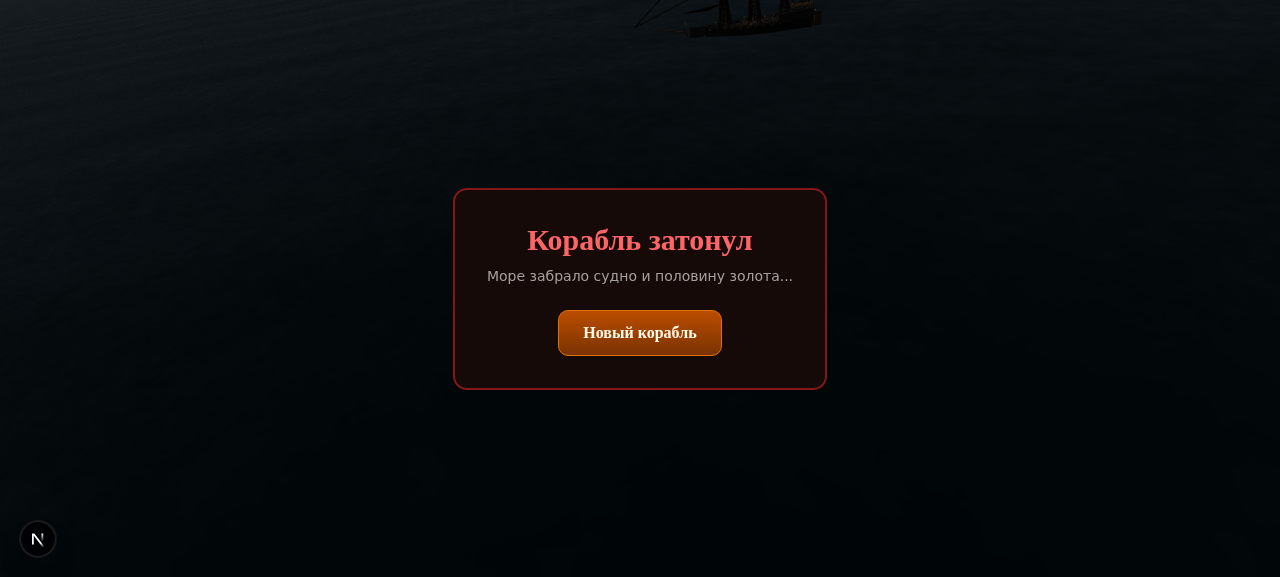 Корабль затонул
Море забрало судно и половину золота...
Новый корабль
N